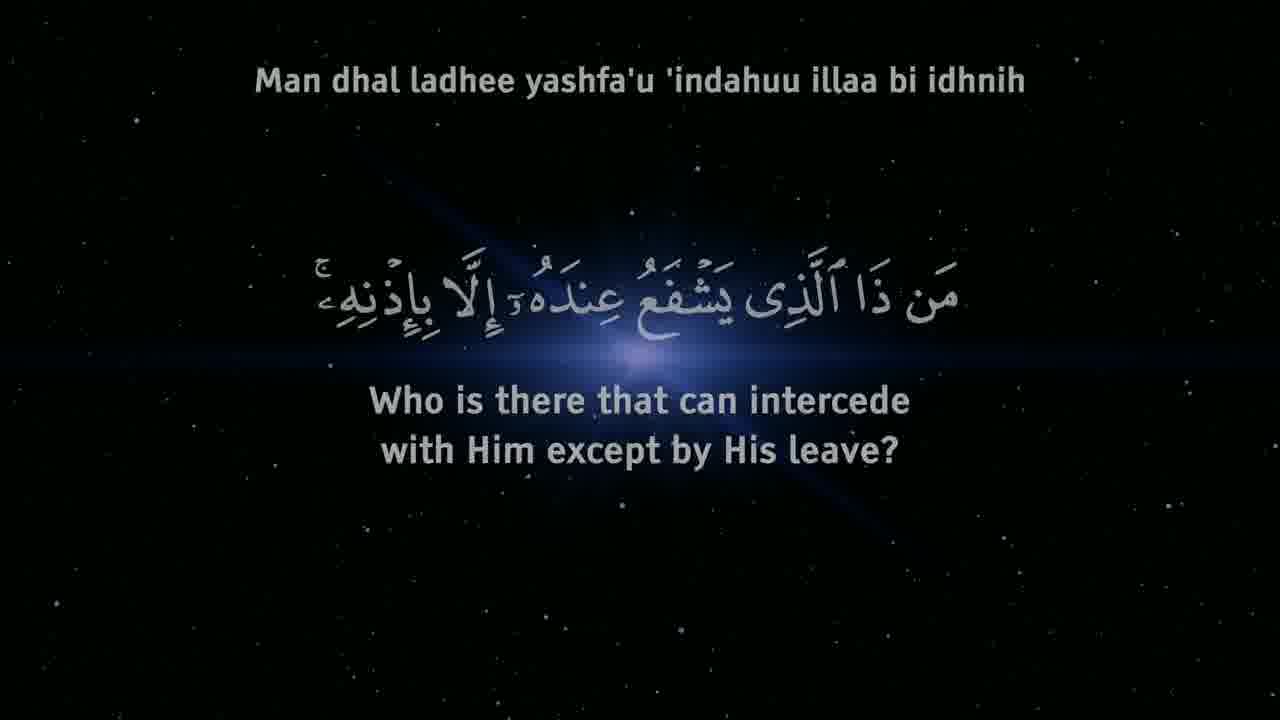 Man dhal ladhee yashfa'u 'indahuu illaa bi idhnih
مَن ذَا ٱلَّذِى يَشْفَعُ عِندَهُۥٓ إِلَّا بِإِذْنِهِۦ ۚ
Who is there that can intercede
with Him except by His leave?